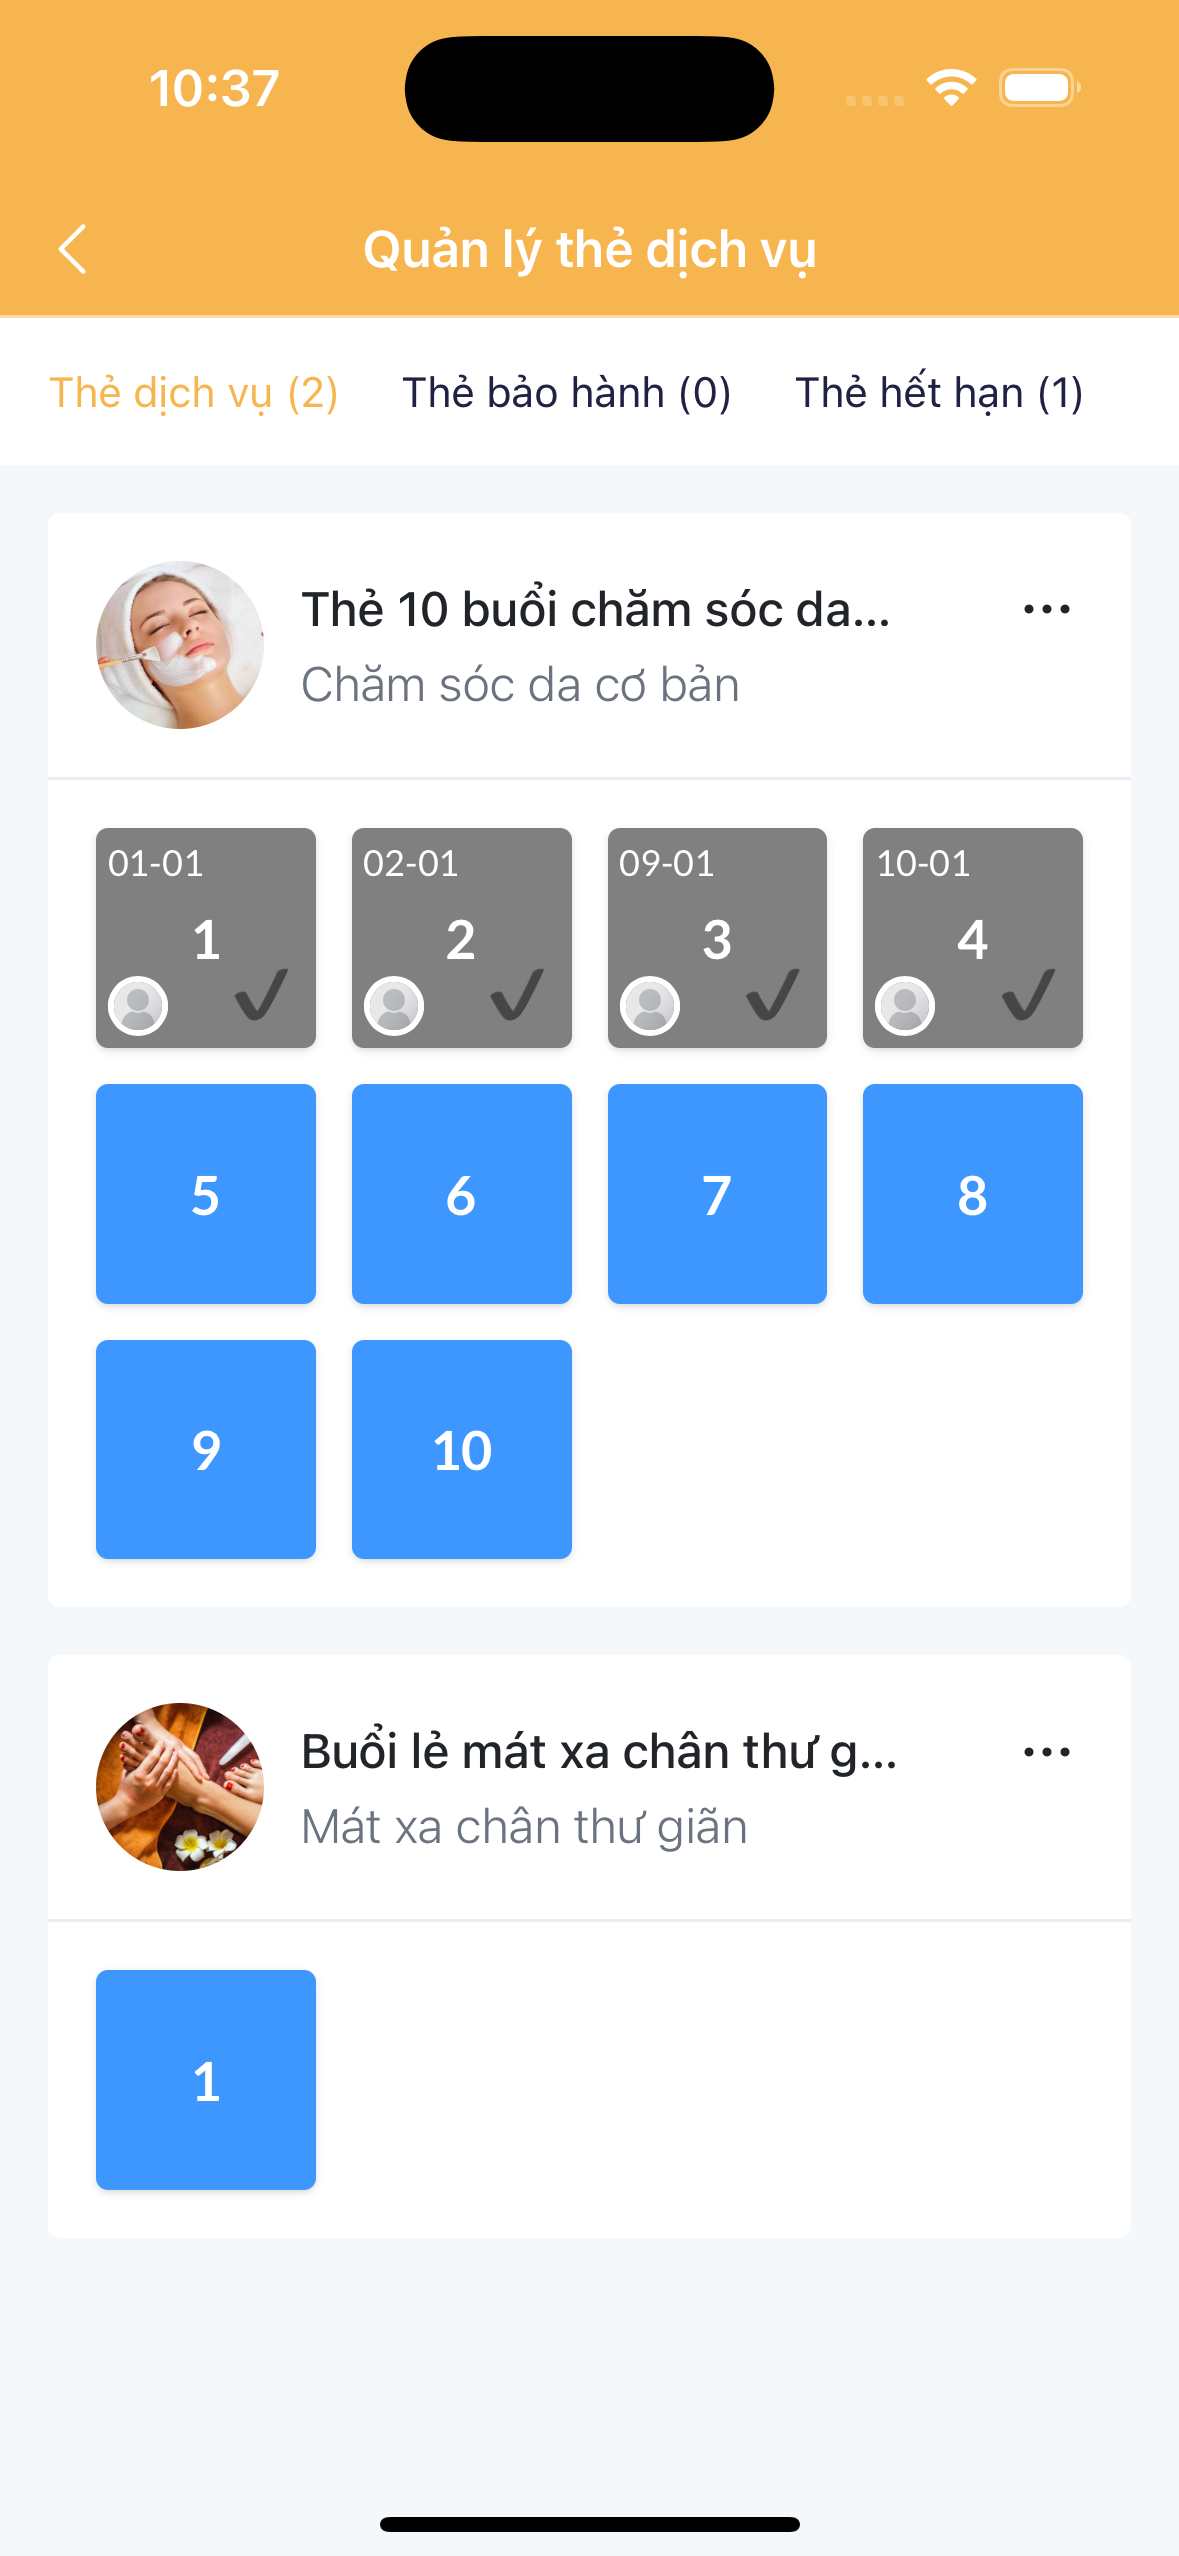 10:37
Quản lý thẻ dịch vụ
Thẻ dịch vụ (2) Thẻ bảo hành (0) Thẻ hết hạn (1)
Thẻ 10 buổi chăm sóc da...
Chăm sóc da cơ bản
01-01 02-01 09-01 10-01
1 2 3 4
5 6 7 8
9 10
Buổi lẻ mát xa chân thư g...
Mát xa chân thư giãn
1